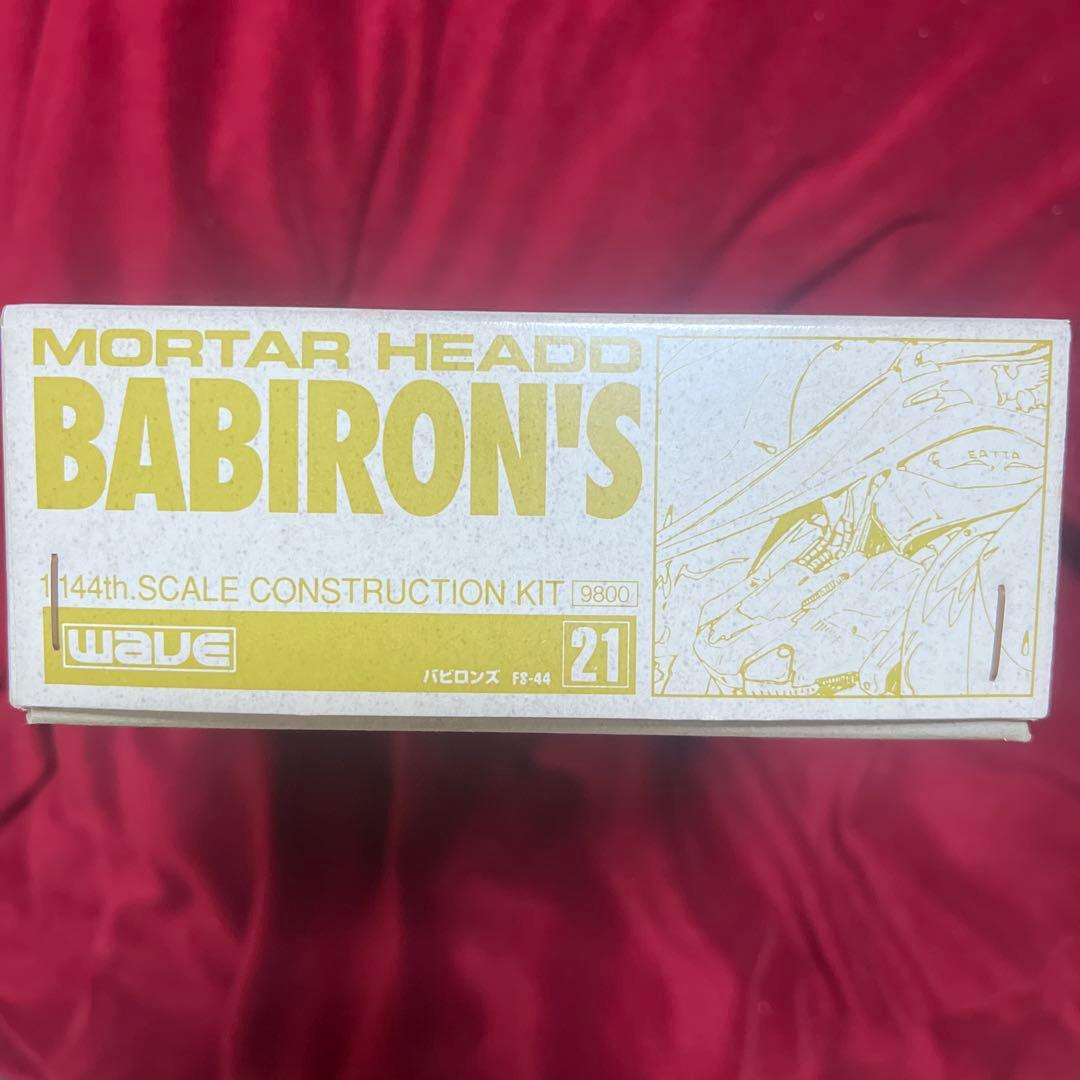 MORTAR HEADD
BABIRON'S
1/144th. SCALE CONSTRUCTION KIT 9800
wave
バビロンズ FS-44 21
EATTA